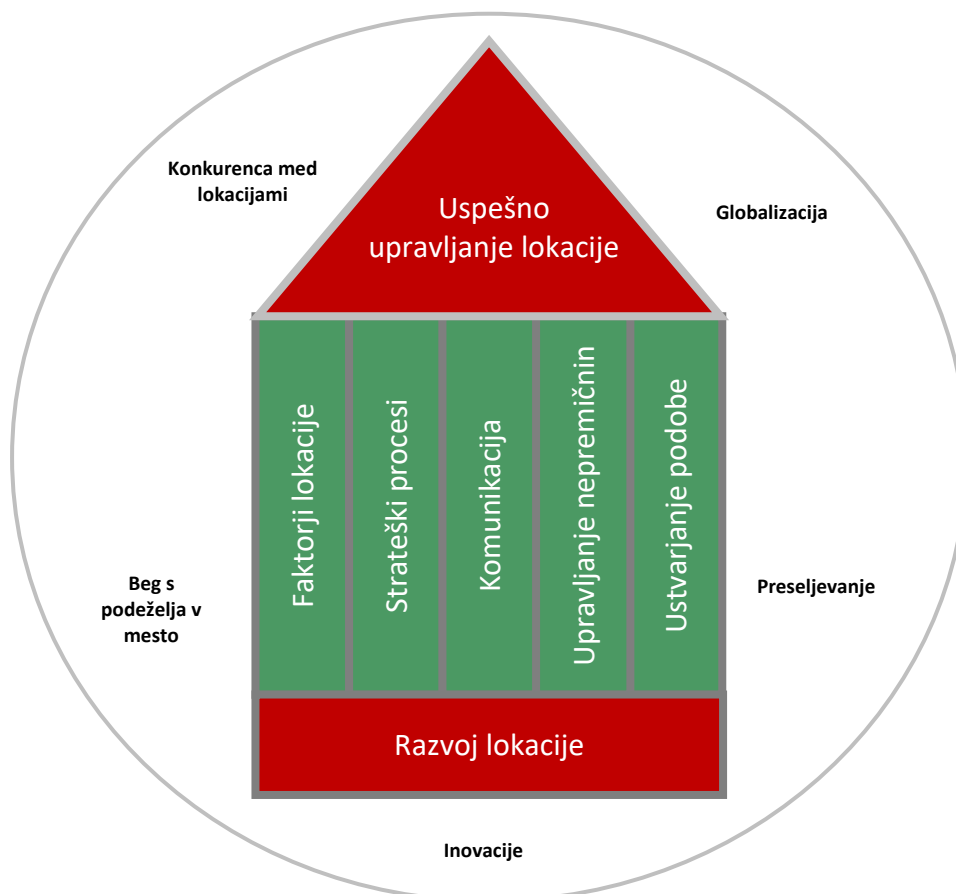 Konkurenca med
lokacijami
Globalizacija
Uspešno
upravljanje lokacije
Faktorji lokacije
Strateški procesi
Komunikacija
Upravljanje nepremičnin
Ustvarjanje podobe
Beg s
podeželja v
mesto
Preseljevanje
Razvoj lokacije
Inovacije